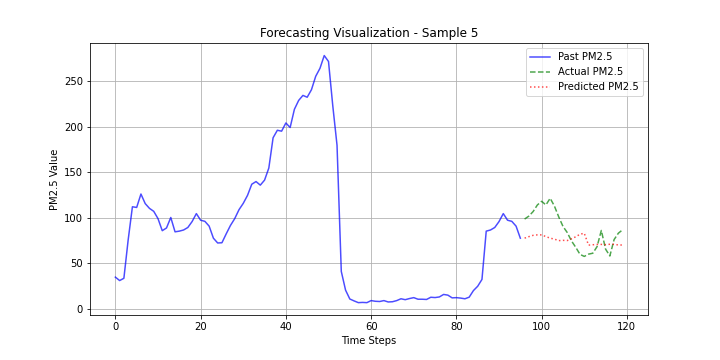 Forecasting Visualization - Sample 5
Past PM2.5
Actual PM2.5
Predicted PM2.5
PM2.5 Value
250
200
150
100
50
0
0 20 40 60 80 100 120
Time Steps